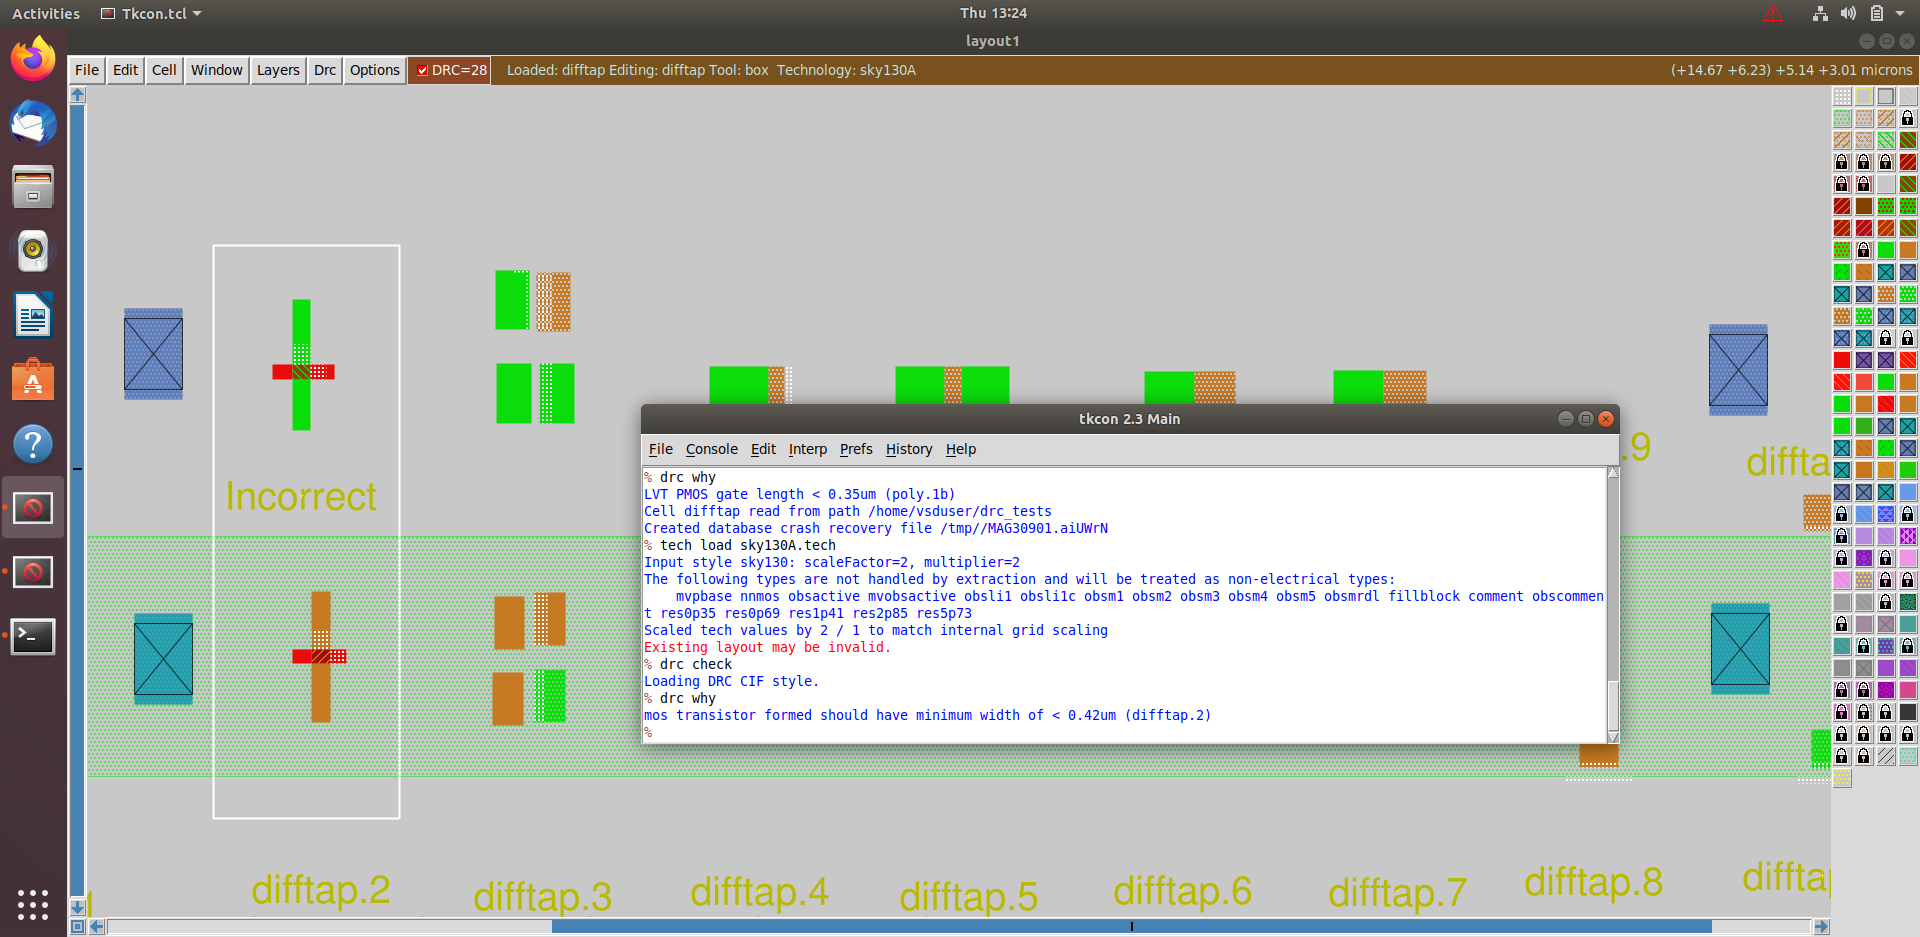 Activities Tkcon.tcl Thu 13:24
layout1
File Edit Cell Window Layers Drc Options DRC=28 Loaded: difftap Editing: difftap Tool: box Technology: sky130A (+14.67 +6.23) +5.14 +3.01 microns
tkcon 2.3 Main
File Console Edit Interp Prefs History Help
% drc why
LVT PMOS gate length < 0.35um (poly.1b)
Cell difftap read from path /home/vsduser/drc_tests
Created database crash recovery file /tmp//MAG30901.aiUWrN
% tech load sky130A.tech
Input style sky130: scaleFactor=2, multiplier=2
The following types are not handled by extraction and will be treated as non-electrical types:
mvpbase nnmos obsactive mvobsactive obsli1 obsli1c obsm1 obsm2 obsm3 obsm4 obsm5 obsmrdl fillblock comment obscommen
t res0p35 res0p69 res1p41 res2p85 res5p73
Scaled tech values by 2 / 1 to match internal grid scaling
Existing layout may be invalid.
% drc check
Loading DRC CIF style.
% drc why
mos transistor formed should have minimum width of < 0.42um (difftap.2)
%
.9
diffta
Incorrect
difftap.2
difftap.3
difftap.4
difftap.5
difftap.6
difftap.7
difftap.8
difftap